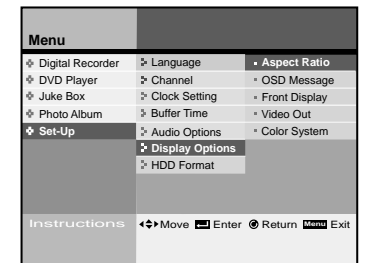 Menu
Digital Recorder
DVD Player
Juke Box
Photo Album
Set-Up
Language
Channel
Clock Setting
Buffer Time
Audio Options
Display Options
HDD Format
Aspect Ratio
OSD Message
Front Display
Video Out
Color System
Instructions Move Enter Return Menu Exit